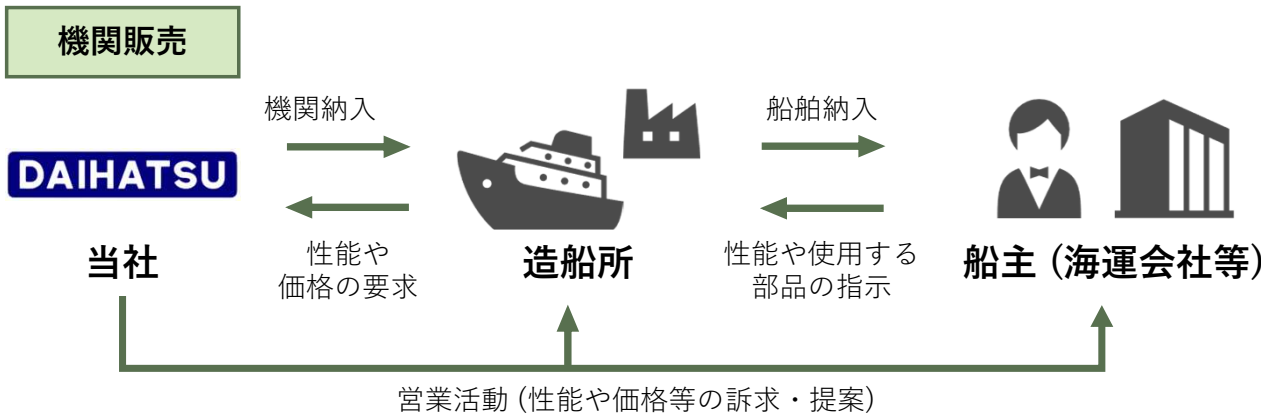 機関販売
機関納入
船舶納入
DAIHATSU
性能や
価格の要求
性能や使用する
部品の指示
当社
造船所
船主 (海運会社等)
営業活動 (性能や価格等の訴求・提案)